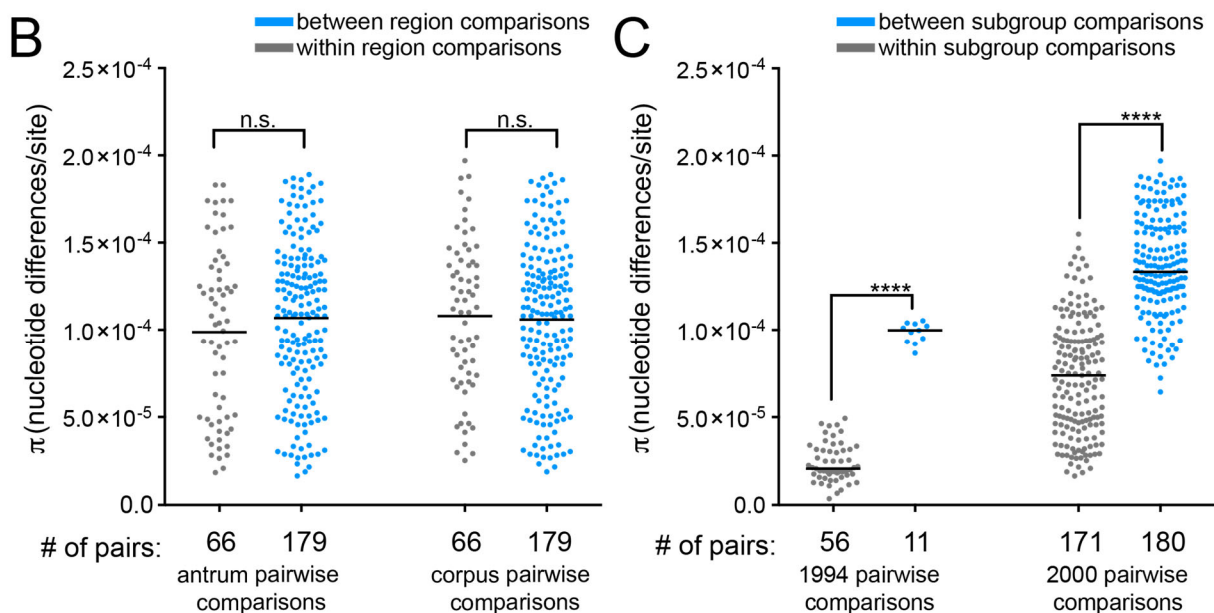 B
between region comparisons
within region comparisons
π(nucleotide differences/site)
2.5×10⁻⁴
2.0×10⁻⁴
1.5×10⁻⁴
1.0×10⁻⁴
5.0×10⁻⁵
0.0
n.s.
n.s.
# of pairs:
66 179 66 179
antrum pairwise comparisons
corpus pairwise comparisons
C
between subgroup comparisons
within subgroup comparisons
π(nucleotide differences/site)
2.5×10⁻⁴
2.0×10⁻⁴
1.5×10⁻⁴
1.0×10⁻⁴
5.0×10⁻⁵
0.0
****
****
# of pairs:
56 11 171 180
1994 pairwise
comparisons
2000 pairwise
comparisons